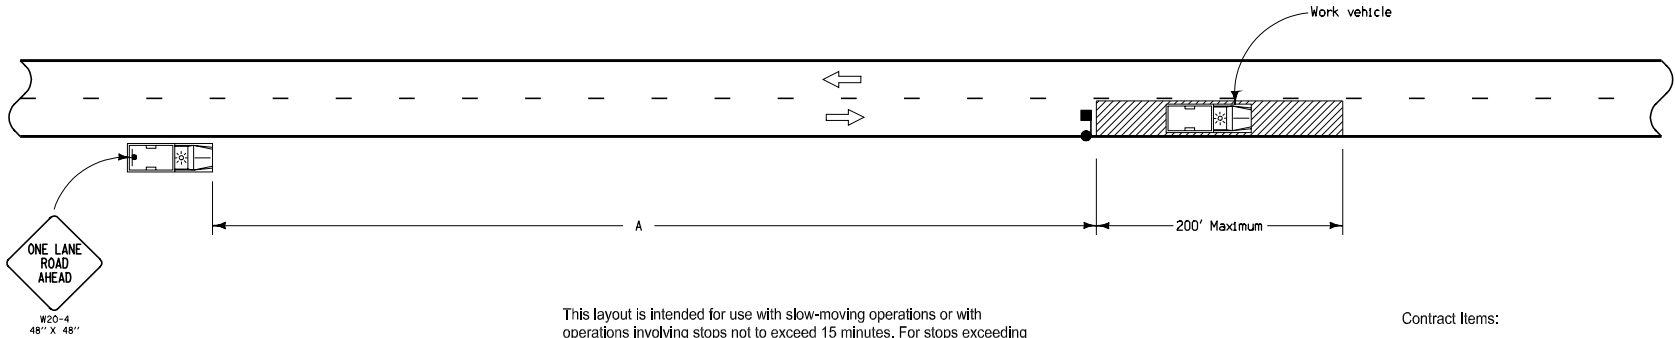 Work vehicle
A
200' Maximum
ONE LANE
ROAD
AHEAD
W20-4
48" X 48"
This layout is intended for use with slow-moving operations or with
operations involving stops not to exceed 15 minutes. For stops exceeding
Contract Items: